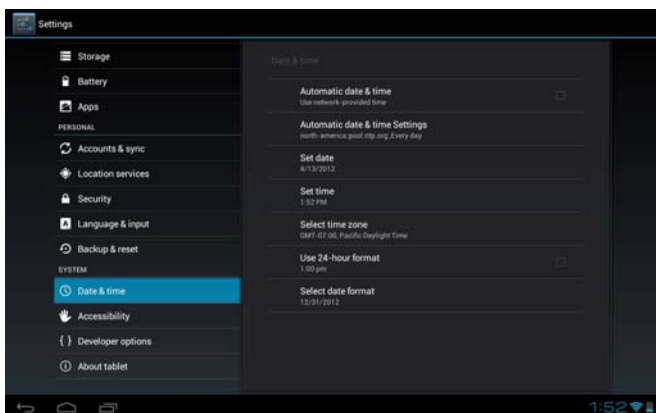 Settings
Storage
Battery
Apps
PERSONAL
Accounts & sync
Location services
Security
Language & input
Backup & reset
SYSTEM
Date & time
Accessibility
{ } Developer options
About tablet
Date & time
Automatic date & time
Use network-provided time
Automatic date & time Settings
north-america.pool.ntp.org ,Every day
Set date
4/13/2012
Set time
1:52 PM
Select time zone
GMT-07:00, Pacific Daylight Time
Use 24-hour format
1:00 pm
Select date format
12/31/2012
1:52